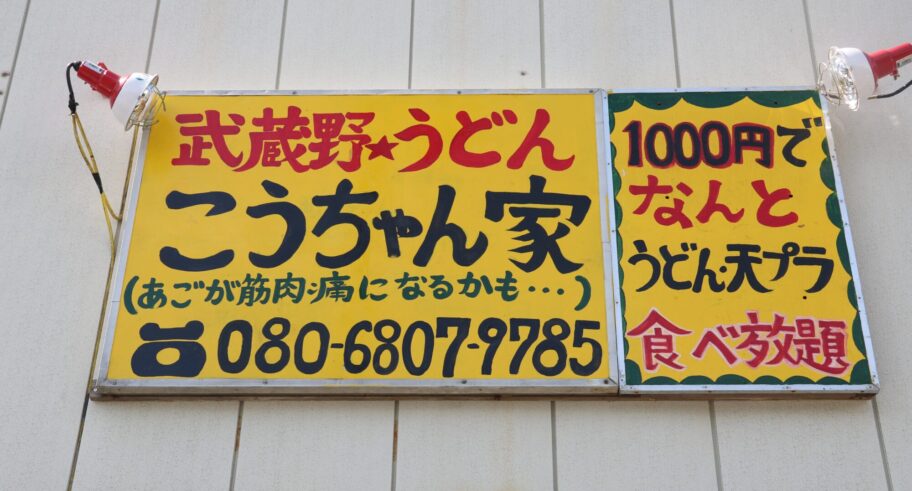 武蔵野★うどん
こうちゃん家
(あごが筋肉痛になるかも・・・)
☎080-6807-9785
1000円で
なんと
うどん・天プラ
食べ放題